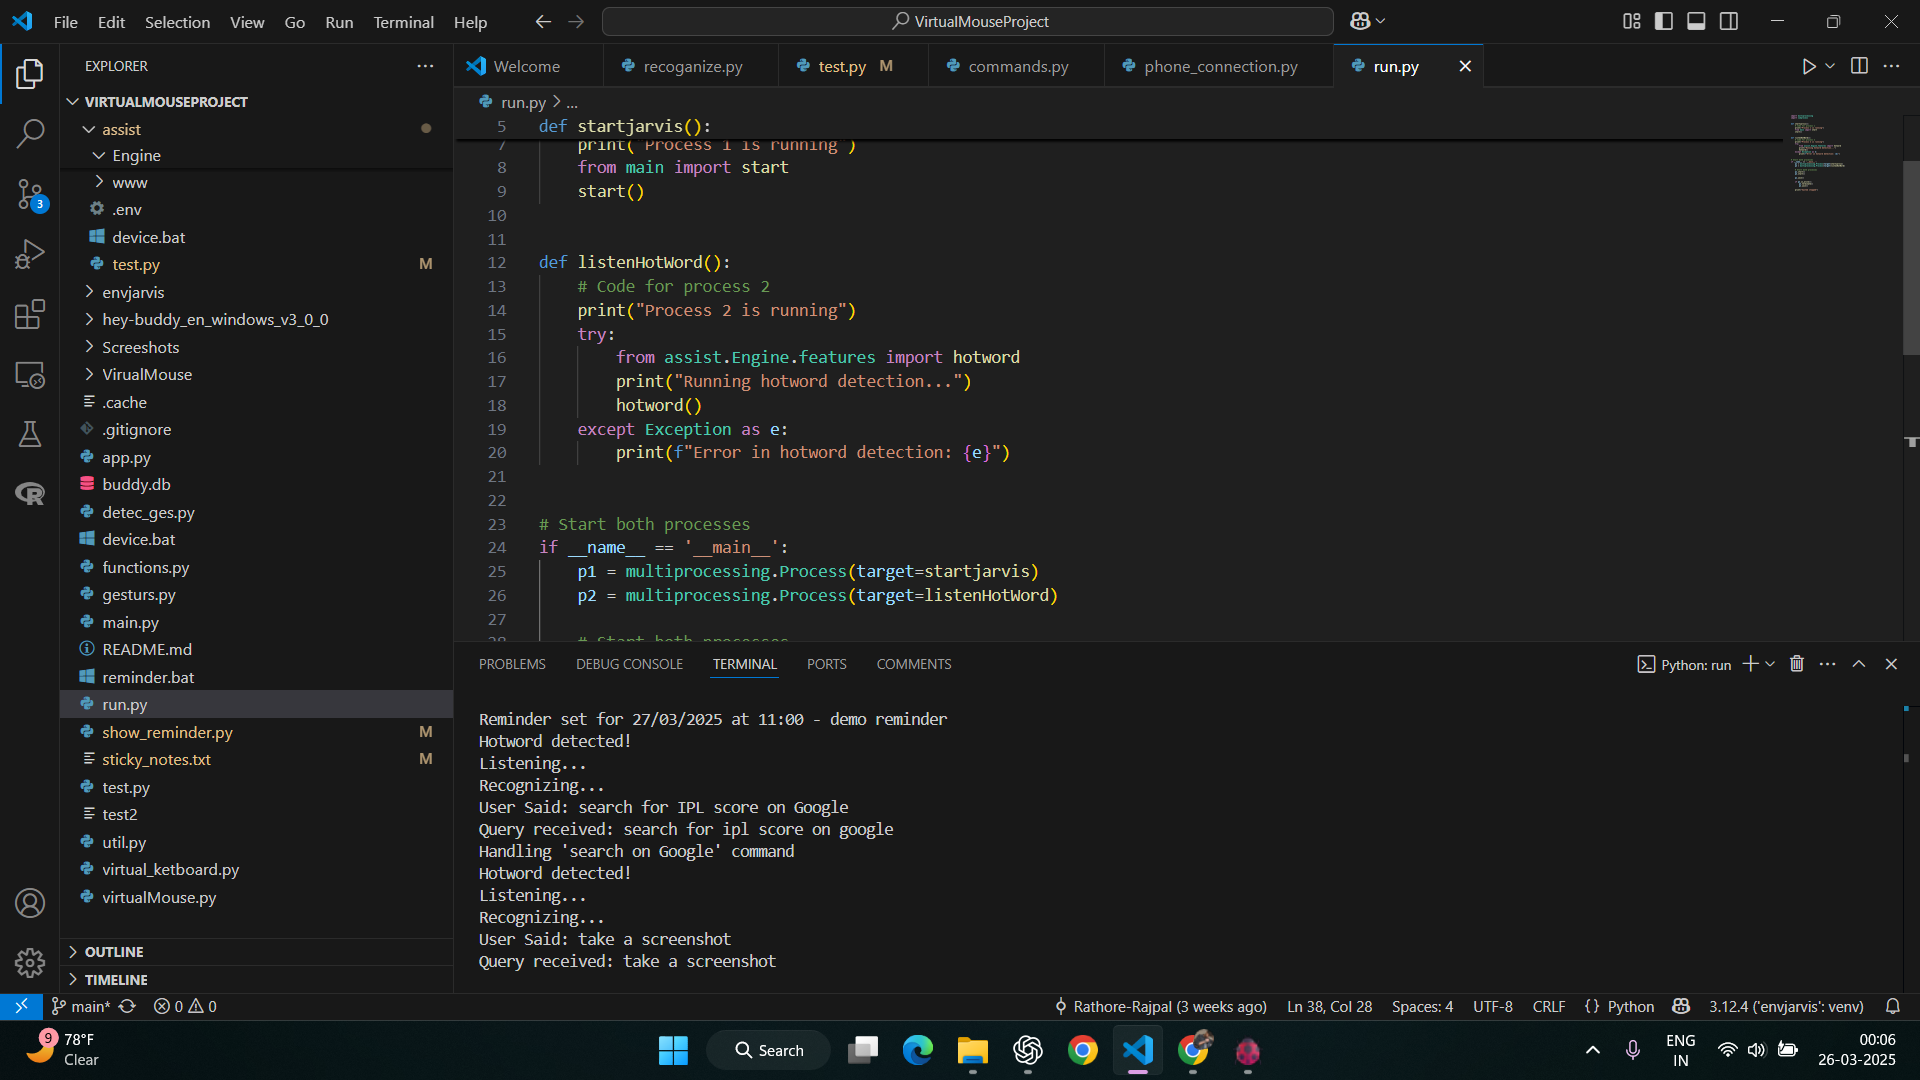 File Edit Selection View Go Run Terminal Help
VirtualMouseProject
EXPLORER
VIRTUALMOUSEPROJECT
assist
Engine
www
.env
device.bat
test.py M
envjarvis
hey-buddy_en_windows_v3_0_0
Screeshots
VirualMouse
.cache
.gitignore
app.py
buddy.db
detec_ges.py
device.bat
functions.py
gesturs.py
main.py
README.md
reminder.bat
run.py
show_reminder.py M
sticky_notes.txt M
test.py
test2
util.py
virtual_ketboard.py
virtualMouse.py
OUTLINE
TIMELINE
3
Welcome recoganize.py test.py M commands.py phone_connection.py run.py
run.py > ...
5 def startjarvis():
7 print("Process 1 is running")
8 from main import start
9 start()
10
11
12 def listenHotWord():
13 # Code for process 2
14 print("Process 2 is running")
15 try:
16 from assist.Engine.features import hotword
17 print("Running hotword detection...")
18 hotword()
19 except Exception as e:
20 print(f"Error in hotword detection: {e}")
21
22
23 # Start both processes
24 if __name__ == '__main__':
25 p1 = multiprocessing.Process(target=startjarvis)
26 p2 = multiprocessing.Process(target=listenHotWord)
27
28 # Start both processes
PROBLEMS DEBUG CONSOLE TERMINAL PORTS COMMENTS
Python: run
Reminder set for 27/03/2025 at 11:00 - demo reminder
Hotword detected!
Listening...
Recognizing...
User Said: search for IPL score on Google
Query received: search for ipl score on google
Handling 'search on Google' command
Hotword detected!
Listening...
Recognizing...
User Said: take a screenshot
Query received: take a screenshot
main* 0 0 Rathore-Rajpal (3 weeks ago) Ln 38, Col 28 Spaces: 4 UTF-8 CRLF {} Python 3.12.4 ('envjarvis': venv)
9
78°F
Clear
Search
ENG
IN
00:06
26-03-2025